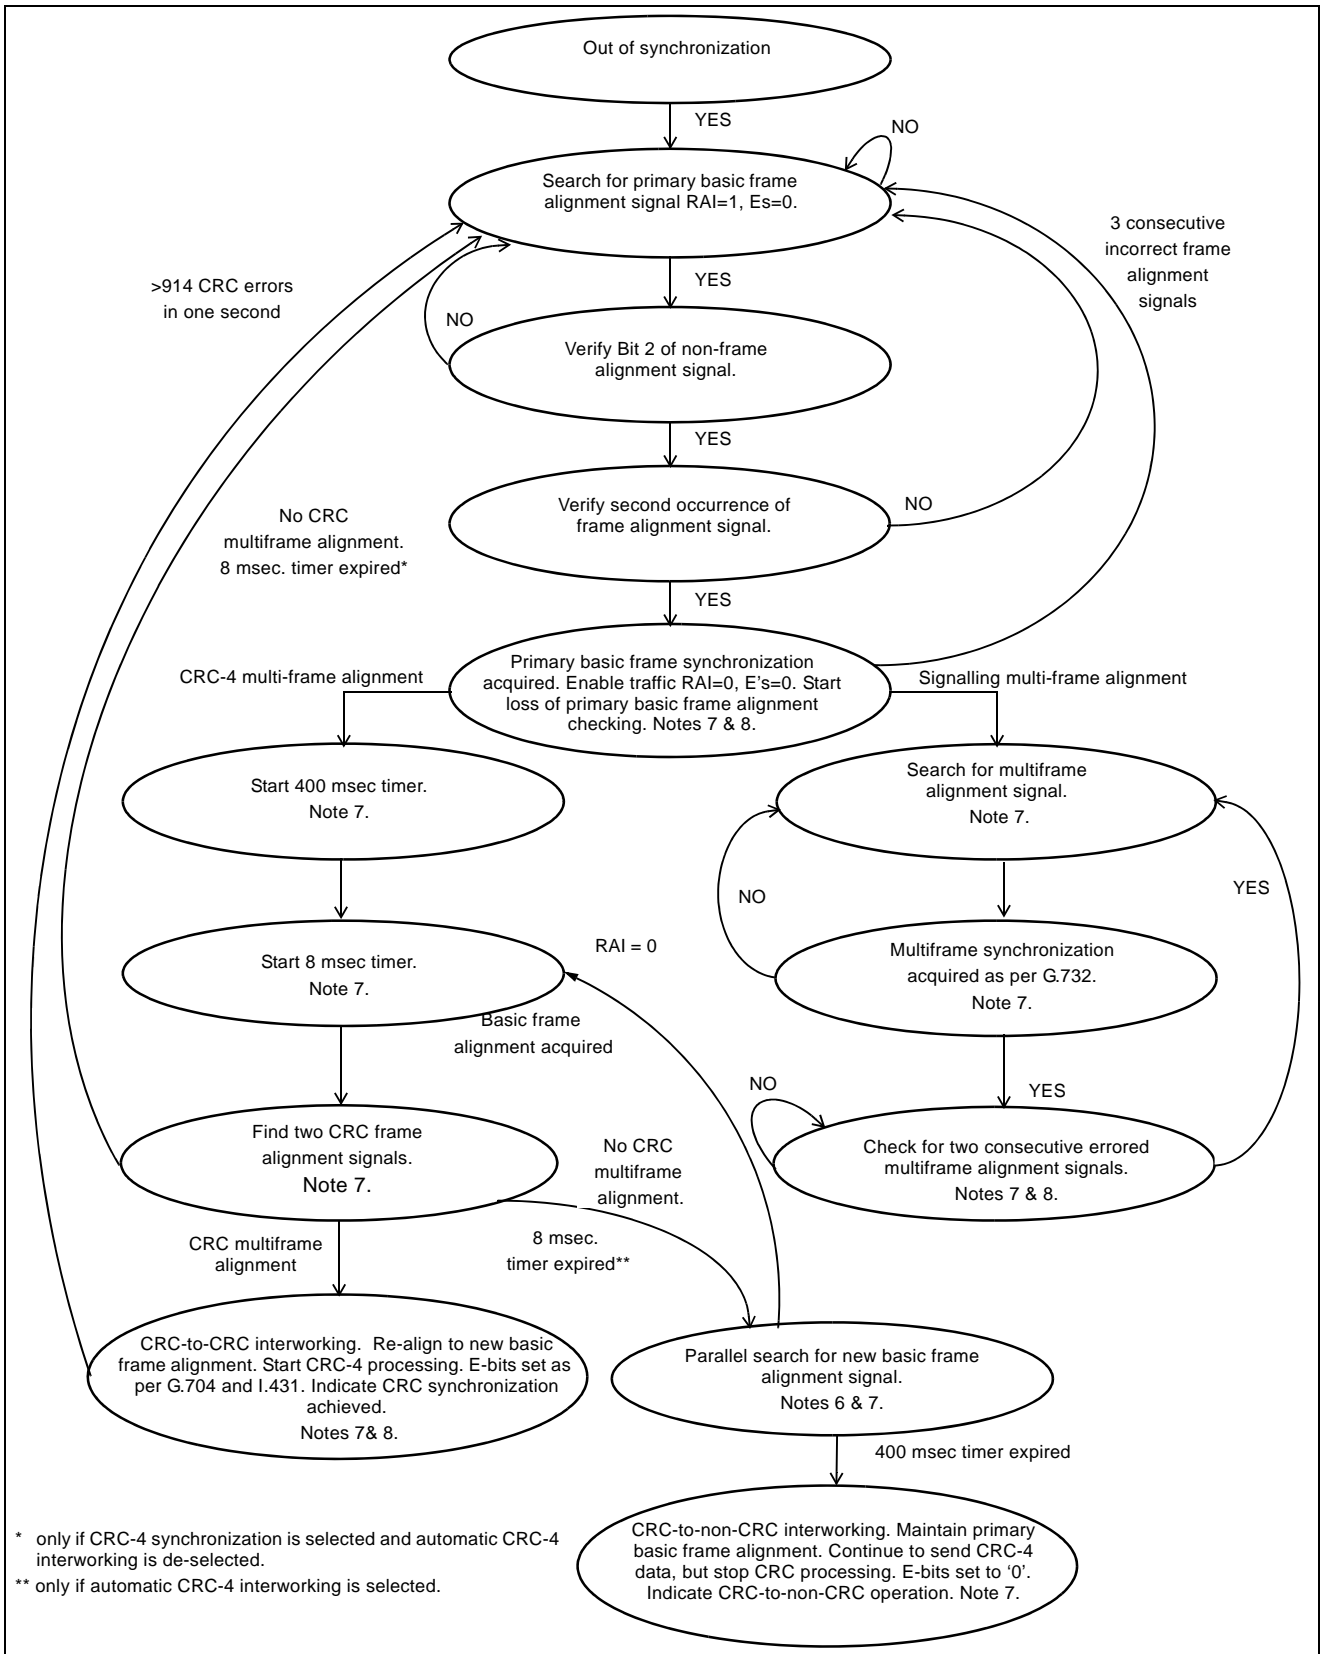 Out of synchronization
YES
NO
Search for primary basic frame
alignment signal RAI=1, Es=0.
3 consecutive
incorrect frame
alignment
signals
>914 CRC errors
in one second
YES
NO
Verify Bit 2 of non-frame
alignment signal.
YES
No CRC
multiframe alignment.
8 msec. timer expired*
Verify second occurrence of
frame alignment signal.
NO
YES
CRC-4 multi-frame alignment
Primary basic frame synchronization
acquired. Enable traffic RAI=0, E's=0. Start
loss of primary basic frame alignment
checking. Notes 7 & 8.
Signalling multi-frame alignment
Start 400 msec timer.
Note 7.
Search for multiframe
alignment signal.
Note 7.
NO
YES
Start 8 msec timer.
Note 7.
RAI = 0
Basic frame
alignment acquired
Multiframe synchronization
acquired as per G.732.
Note 7.
YES
NO
Find two CRC frame
alignment signals.
Note 7.
No CRC
multiframe
alignment.
8 msec.
timer expired**
Check for two consecutive errored
multiframe alignment signals.
Notes 7 & 8.
CRC multiframe
alignment
CRC-to-CRC interworking. Re-align to new basic
frame alignment. Start CRC-4 processing. E-bits set as
per G.704 and I.431. Indicate CRC synchronization
achieved.
Notes 7& 8.
Parallel search for new basic frame
alignment signal.
Notes 6 & 7.
400 msec timer expired
CRC-to-non-CRC interworking. Maintain primary
basic frame alignment. Continue to send CRC-4
data, but stop CRC processing. E-bits set to ‘0’.
Indicate CRC-to-non-CRC operation. Note 7.
* only if CRC-4 synchronization is selected and automatic CRC-4
interworking is de-selected.
** only if automatic CRC-4 interworking is selected.